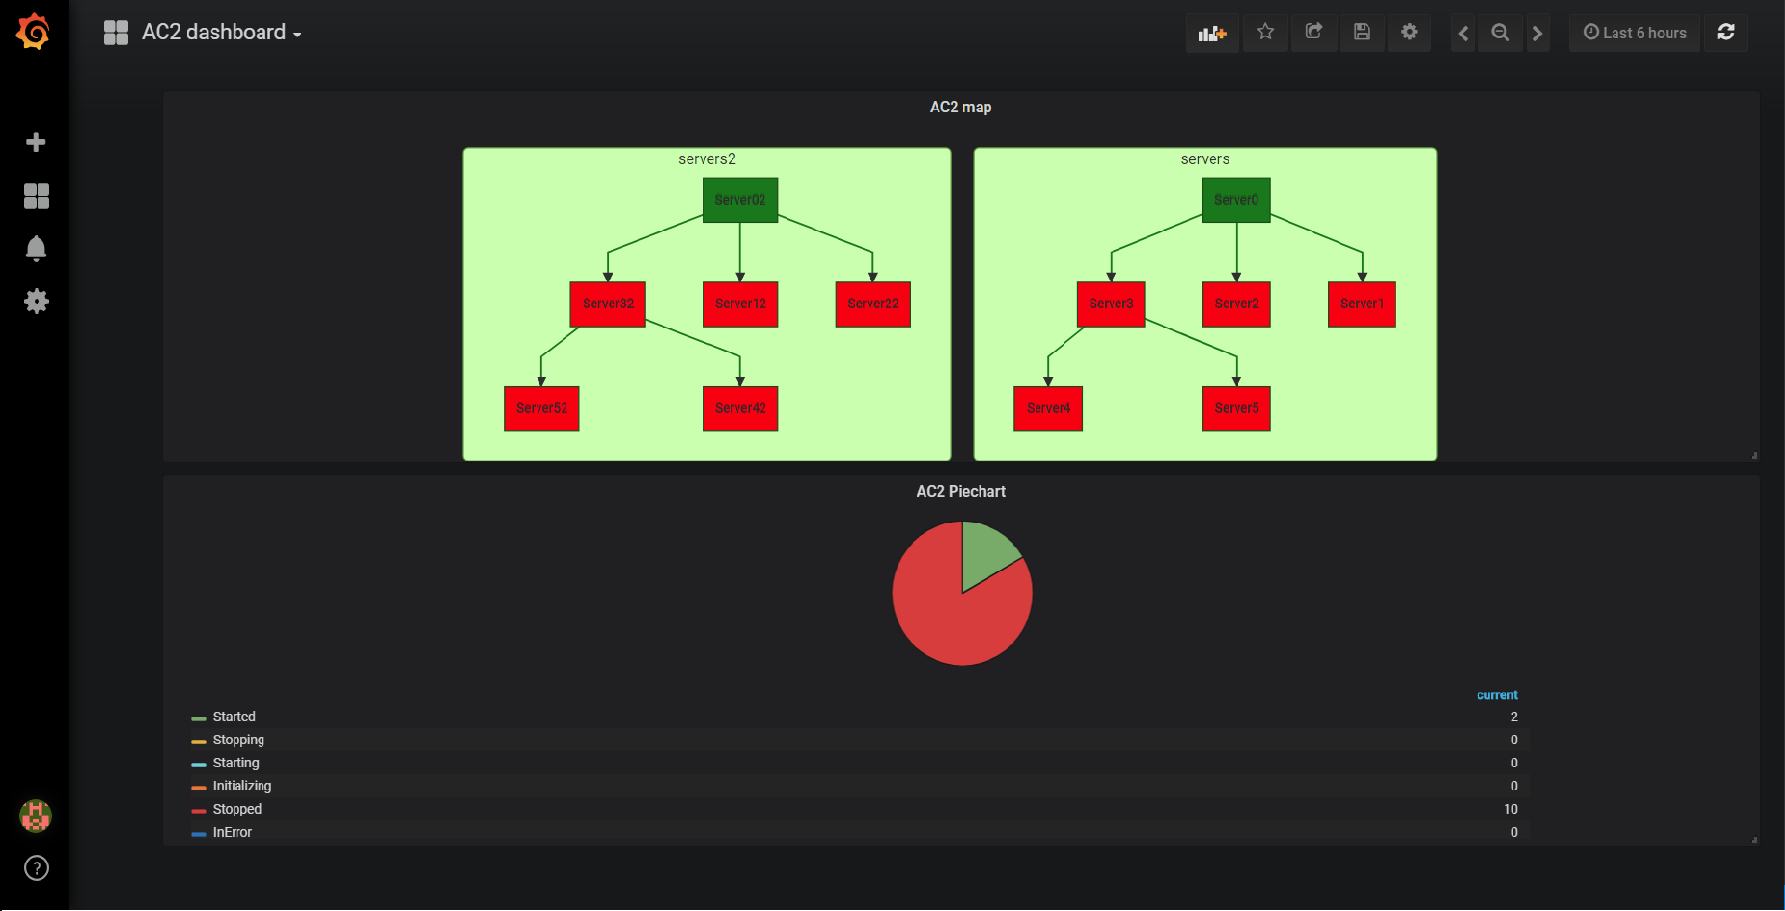 AC2 dashboard
Last 6 hours
AC2 map
servers2
servers
Server02
Server0
Server32
Server12
Server22
Server3
Server2
Server1
Server52
Server42
Server4
Server5
AC2 Piechart
current
Started 2
Stopping 0
Starting 0
Initializing 0
Stopped 10
InError 0
?